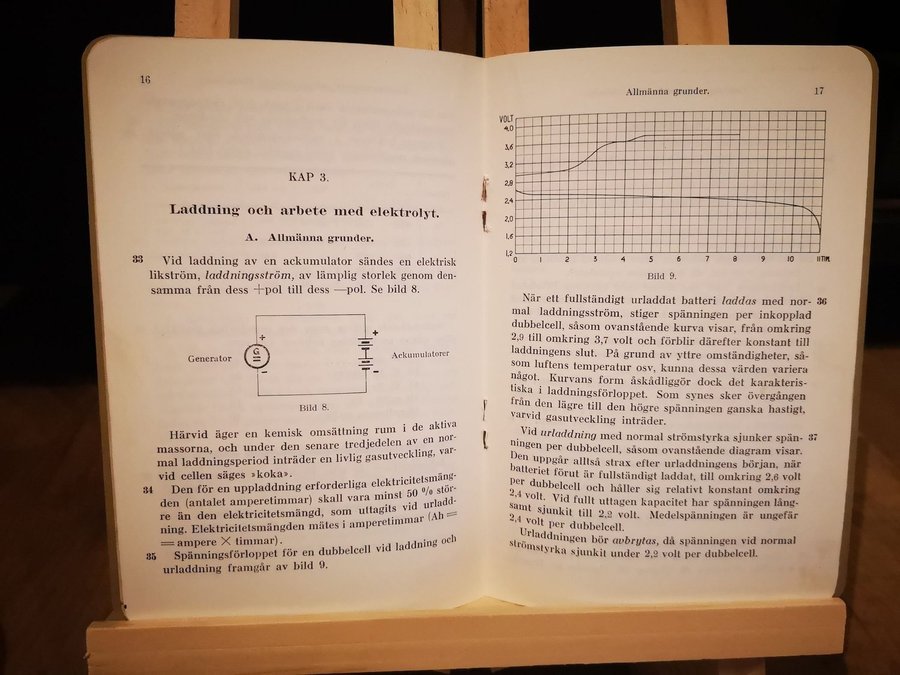 16
KAP 3.
Laddning och arbete med elektrolyt.
A. Allmänna grunder.
33 Vid laddning av en ackumulator sändes en elektrisk
likström, laddningsström, av lämplig storlek genom den-
samma från dess +pol till dess —pol. Se bild 8.
+
+
Generator
G
Ackumulatorer
−
−
Bild 8.
Härvid äger en kemisk omsättning rum i de aktiva
massorna, och under den senare tredjedelen av en nor-
mal laddningsperiod inträder en livlig gasutveckling, var-
vid cellen säges »koka».
34 Den för en uppladdning erforderliga elektricitetsmäng-
den (antalet amperetimmar) skall vara minst 50 % stör-
re än den elektricitetsmängd, som uttagits vid urladd-
ning. Elektricitetsmängden mätes i amperetimmar (Ah =
= ampere × timmar).
35 Spänningsförloppet för en dubbelcell vid laddning och
urladdning framgår av bild 9.
Allmänna grunder. 17
VOLT
4,0
3,6
3,2
2,8
2,4
2,0
1,6
1,2
0 1 2 3 4 5 6 7 8 9 10 11 TIM.
Bild 9.
När ett fullständigt urladdat batteri laddas med nor- 36
mal laddningsström, stiger spänningen per inkopplad
dubbelcell, såsom ovanstående kurva visar, från omkring
2,9 till omkring 3,7 volt och förblir därefter konstant till
laddningens slut. På grund av yttre omständigheter, så-
som luftens temperatur osv, kunna dessa värden variera
något. Kurvans form åskådliggör dock det karakteris-
tiska i laddningsförloppet. Som synes sker övergången
från den lägre till den högre spänningen ganska hastigt,
varvid gasutveckling inträder.
Vid urladdning med normal strömstyrka sjunker spän- 37
ningen per dubbelcell, såsom ovanstående diagram visar.
Den uppgår alltså strax efter urladdningens början, när
batteriet förut är fullständigt laddat, till omkring 2,6 volt
per dubbelcell och håller sig relativt konstant omkring
2,4 volt. Vid fullt uttagen kapacitet har spänningen lång-
samt sjunkit till 2,2 volt. Medelspänningen är ungefär
2,4 volt per dubbelcell.
Urladdningen bör avbrytas, då spänningen vid normal
strömstyrka sjunkit under 2,2 volt per dubbelcell.